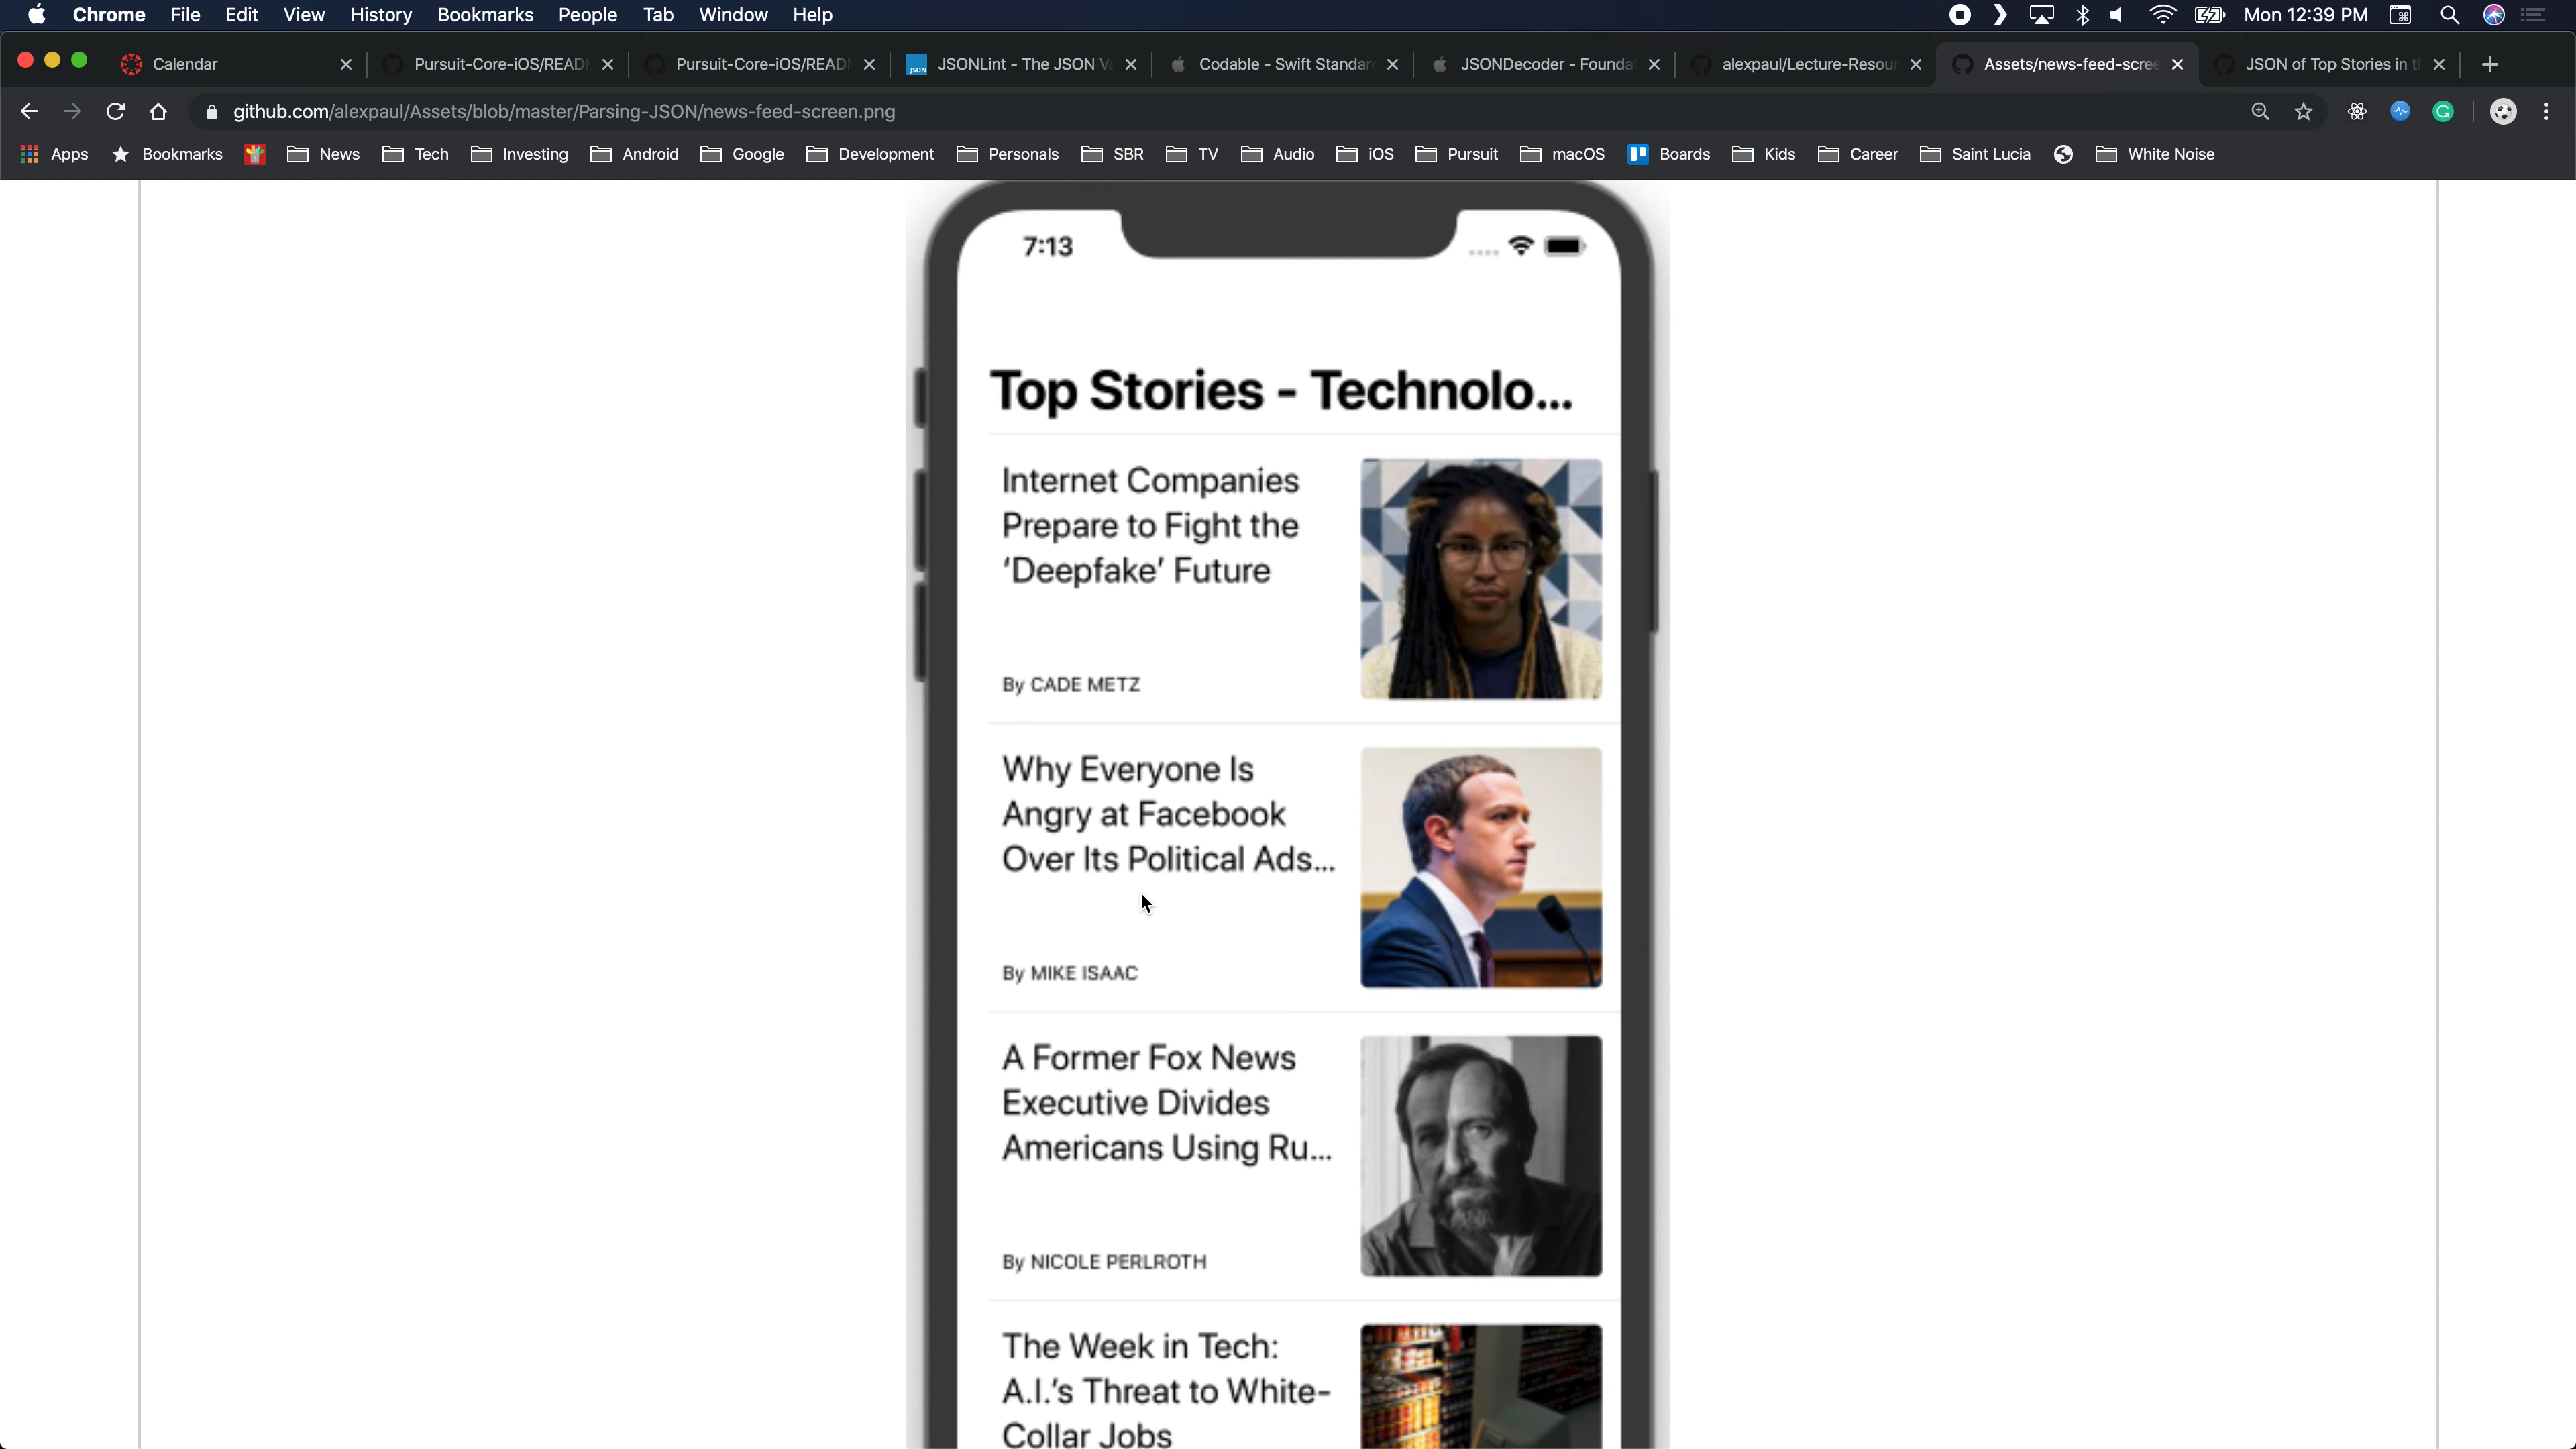 Chrome File Edit View History Bookmarks People Tab Window Help Mon 12:39 PM
Calendar Pursuit-Core-iOS/READ Pursuit-Core-iOS/READ JSONLint - The JSON Va Codable - Swift Standar JSONDecoder - Founda alexpaul/Lecture-Resour Assets/news-feed-scree JSON of Top Stories in t
github.com/alexpaul/Assets/blob/master/Parsing-JSON/news-feed-screen.png
Apps Bookmarks News Tech Investing Android Google Development Personals SBR TV Audio iOS Pursuit macOS Boards Kids Career Saint Lucia White Noise
7:13
Top Stories - Technolo...
Internet Companies
Prepare to Fight the
‘Deepfake’ Future
By CADE METZ
Why Everyone Is
Angry at Facebook
Over Its Political Ads...
By MIKE ISAAC
A Former Fox News
Executive Divides
Americans Using Ru...
By NICOLE PERLROTH
The Week in Tech:
A.I.’s Threat to White-
Collar Jobs